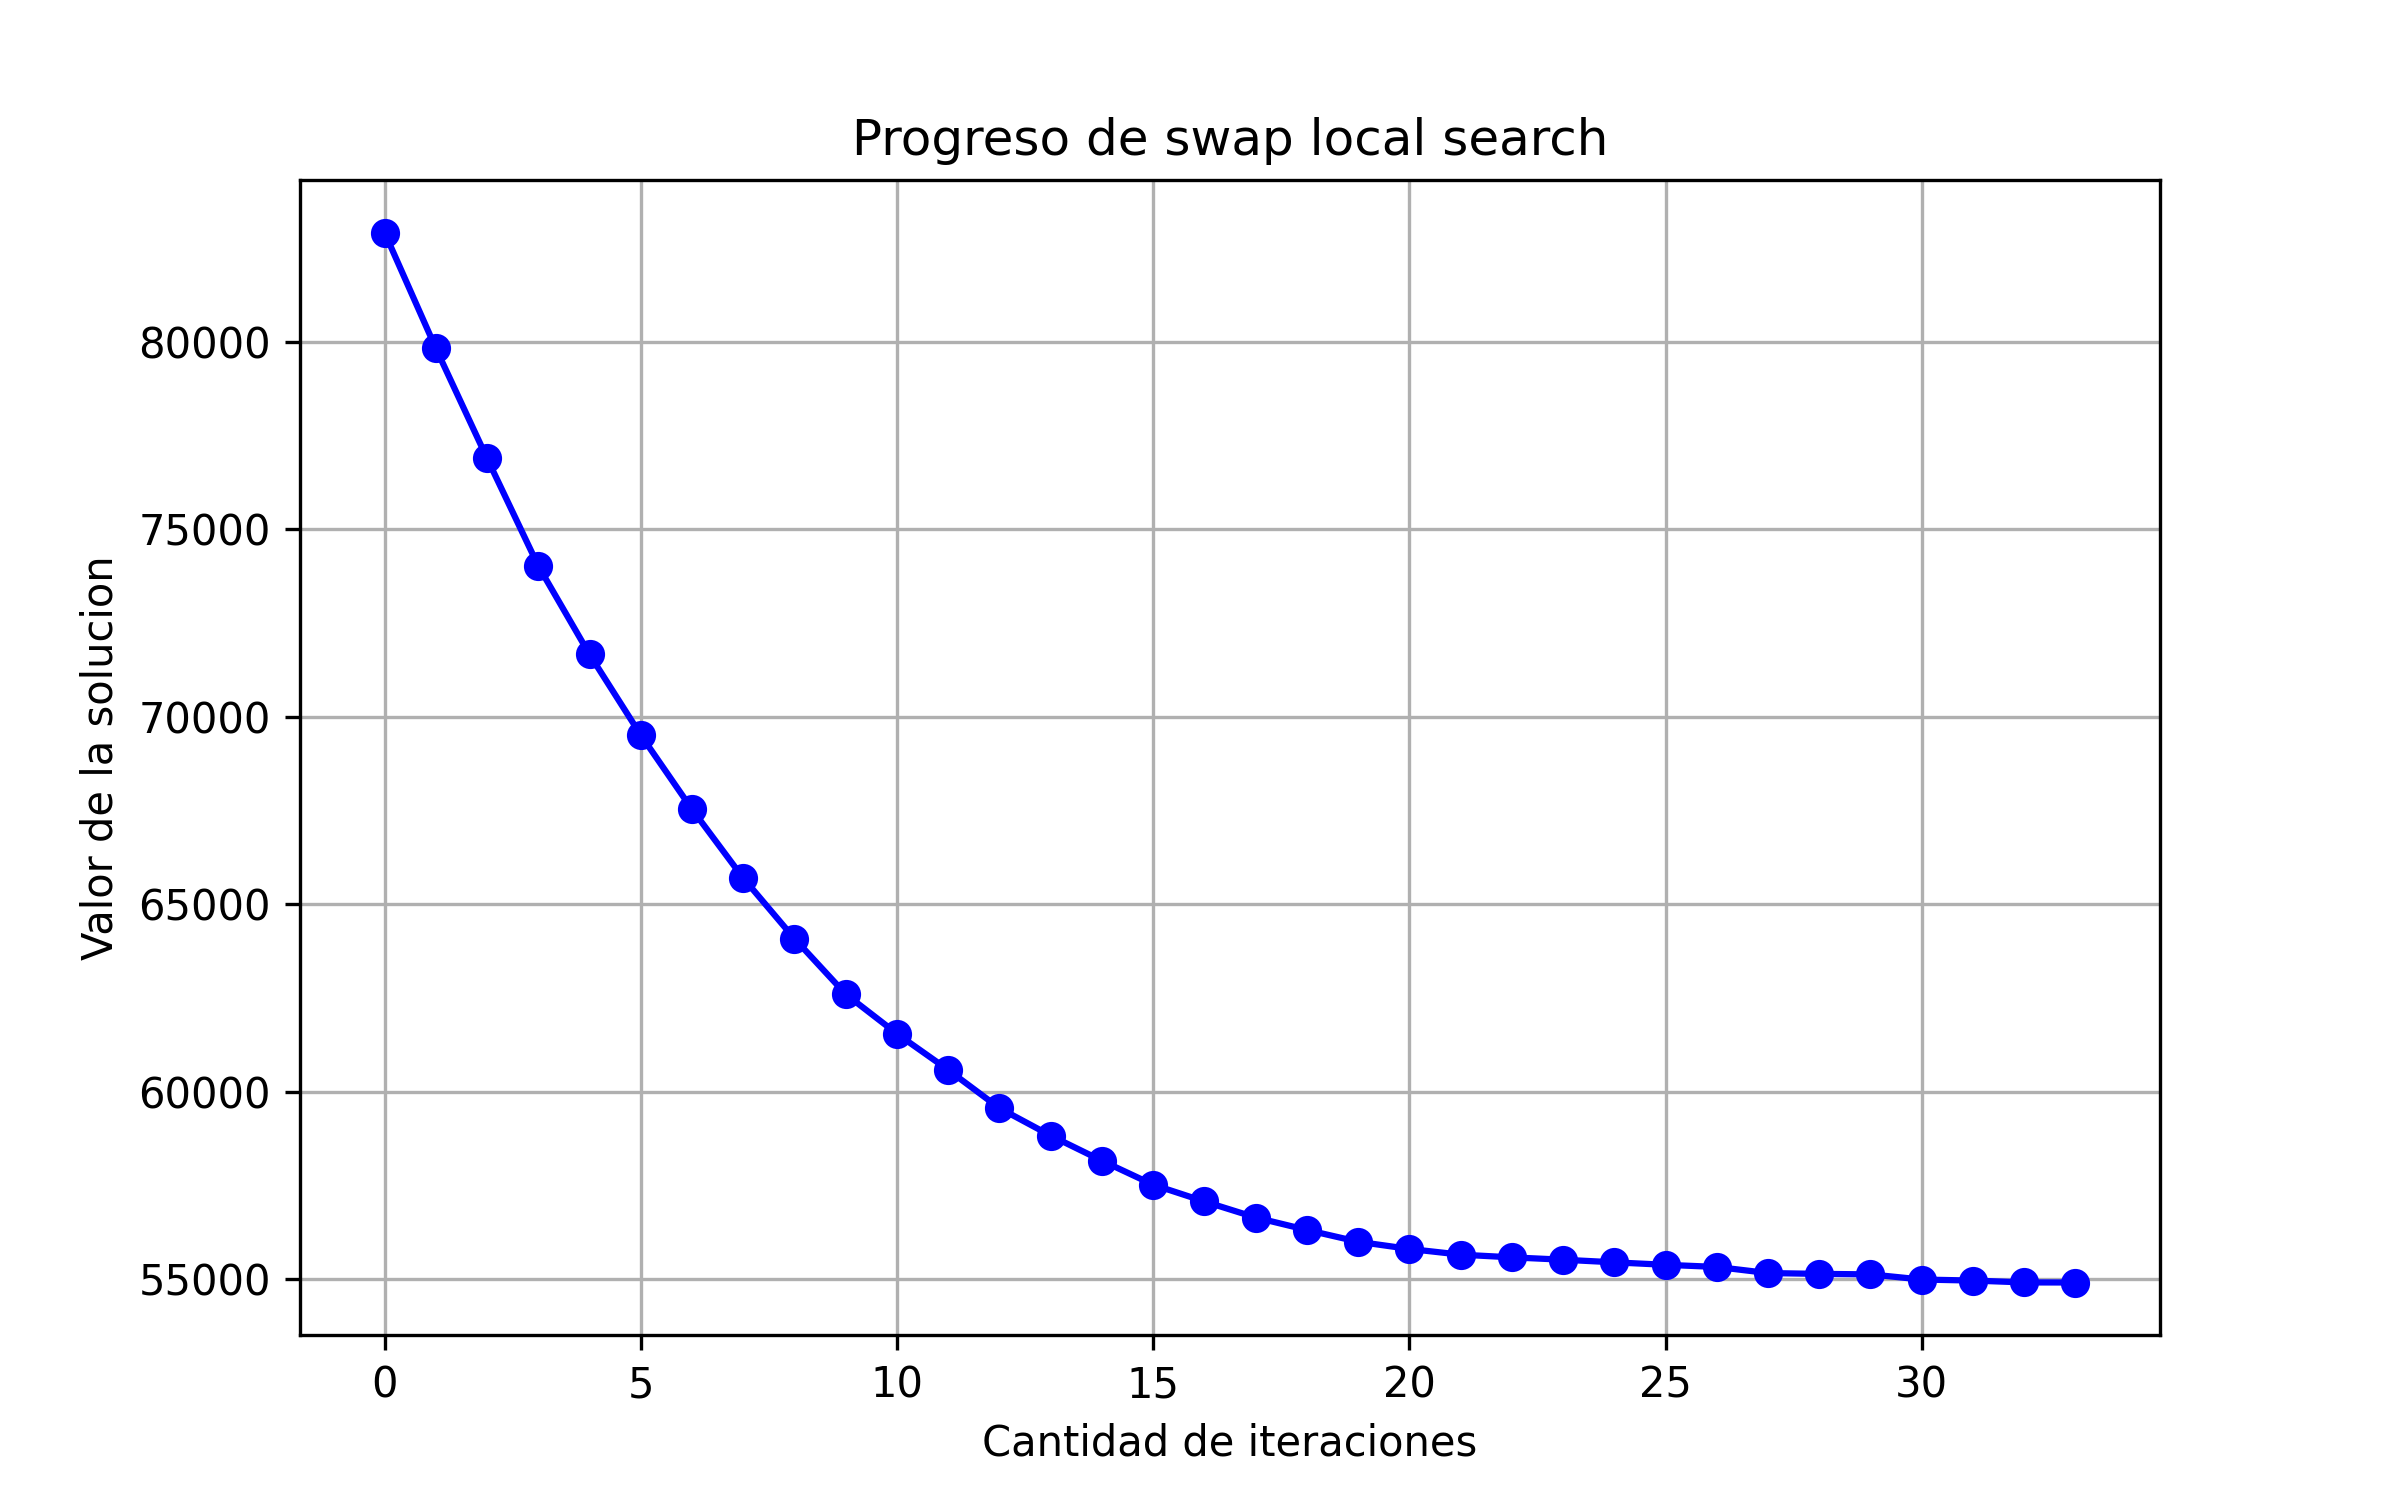 Progreso de swap local search
Valor de la solucion
80000
75000
70000
65000
60000
55000
0 5 10 15 20 25 30
Cantidad de iteraciones